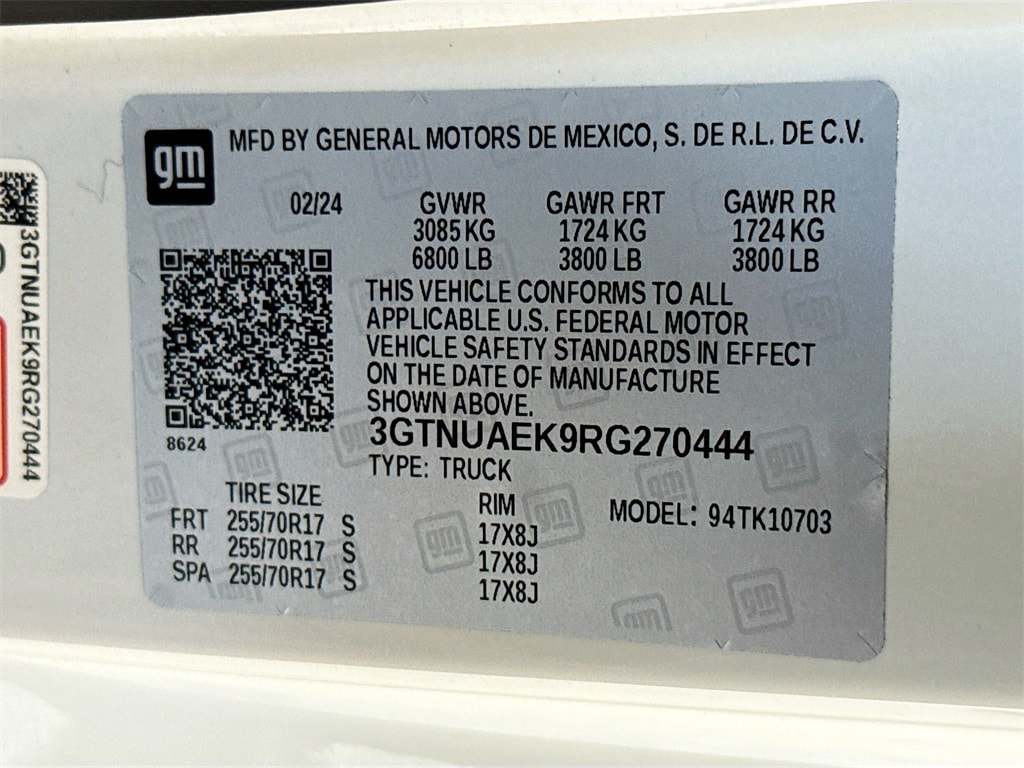 gm
MFD BY GENERAL MOTORS DE MEXICO, S. DE R.L. DE C.V.
02/24 GVWR GAWR FRT GAWR RR
3085 KG 1724 KG 1724 KG
6800 LB 3800 LB 3800 LB
THIS VEHICLE CONFORMS TO ALL
APPLICABLE U.S. FEDERAL MOTOR
VEHICLE SAFETY STANDARDS IN EFFECT
ON THE DATE OF MANUFACTURE
SHOWN ABOVE.
8624
3GTNUAEK9RG270444
TYPE: TRUCK
TIRE SIZE RIM MODEL: 94TK10703
FRT 255/70R17 S 17X8J
RR 255/70R17 S 17X8J
SPA 255/70R17 S 17X8J
3GTNUAEK9RG270444